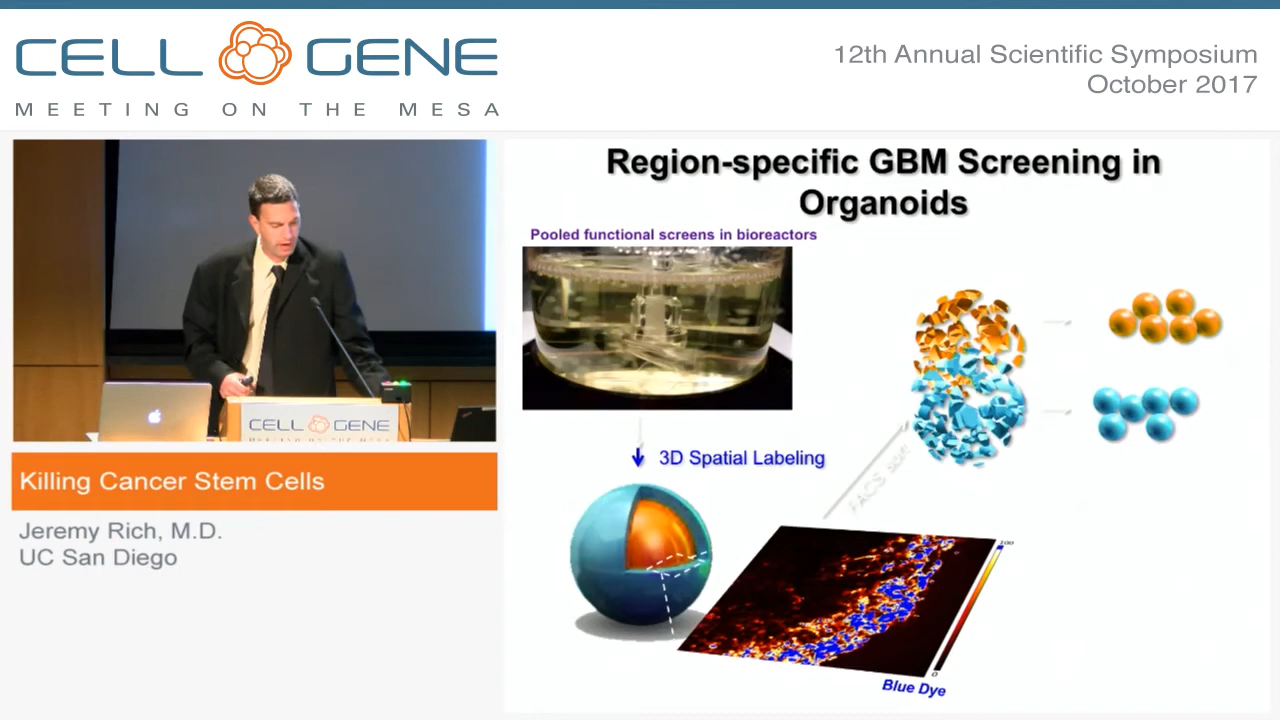 CELL GENE
MEETING ON THE MESA
12th Annual Scientific Symposium
October 2017
CELL GENE
Killing Cancer Stem Cells
Jeremy Rich, M.D.
UC San Diego
Region-specific GBM Screening in
Organoids
Pooled functional screens in bioreactors
3D Spatial Labeling
FACS sort
100
0
Blue Dye